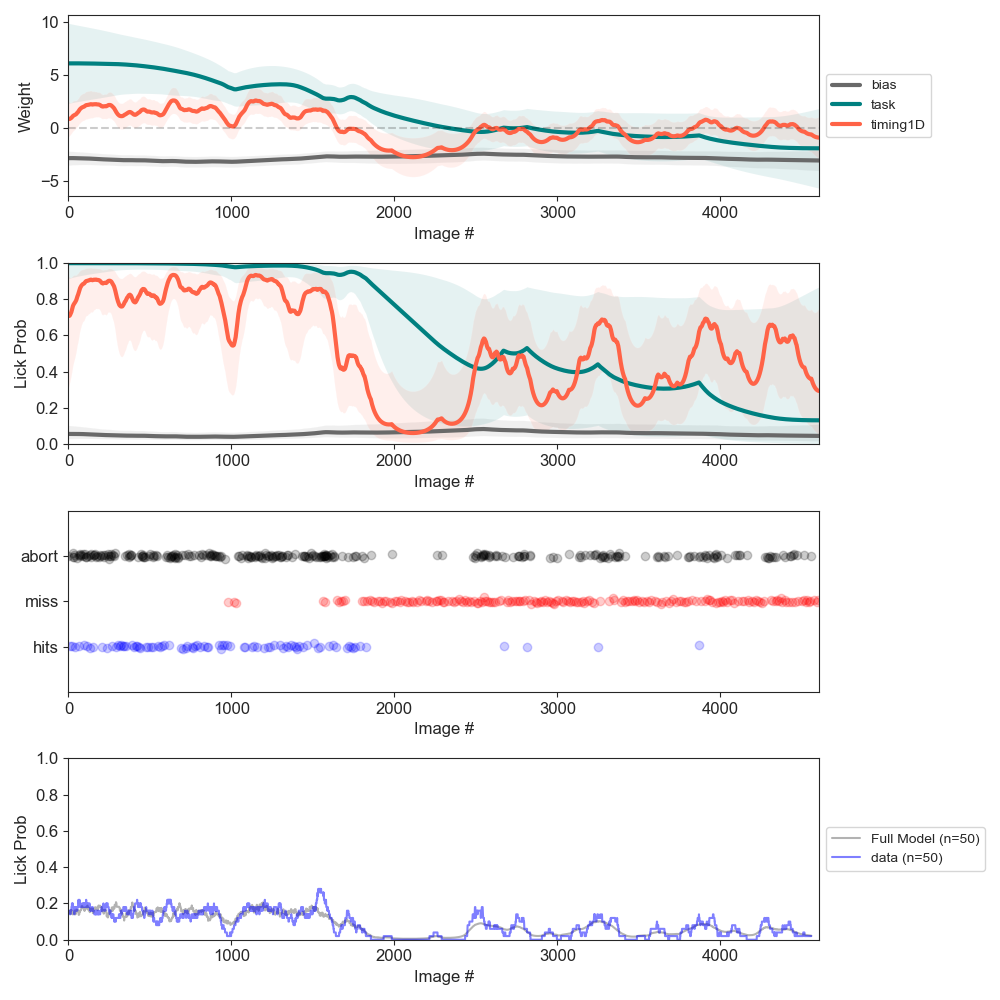 10
5
0
−5
Weight
0 1000 2000 3000 4000
Image #
bias
task
timing1D
1.0
0.8
0.6
0.4
0.2
0.0
Lick Prob
0 1000 2000 3000 4000
Image #
abort
miss
hits
0 1000 2000 3000 4000
Image #
1.0
0.8
0.6
0.4
0.2
0.0
Lick Prob
0 1000 2000 3000 4000
Image #
Full Model (n=50)
data (n=50)